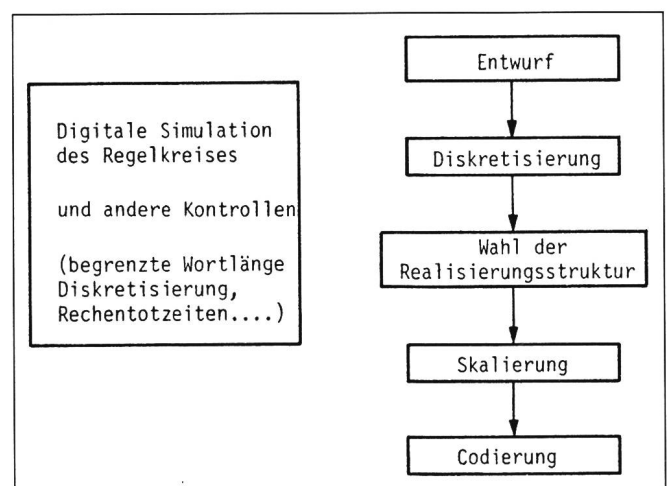 Digitale Simulation
des Regelkreises
und andere Kontrollen
(begrenzte Wortlänge
Diskretisierung,
Rechentotzeiten....)
Entwurf
Diskretisierung
Wahl der
Realisierungsstruktur
Skalierung
Codierung